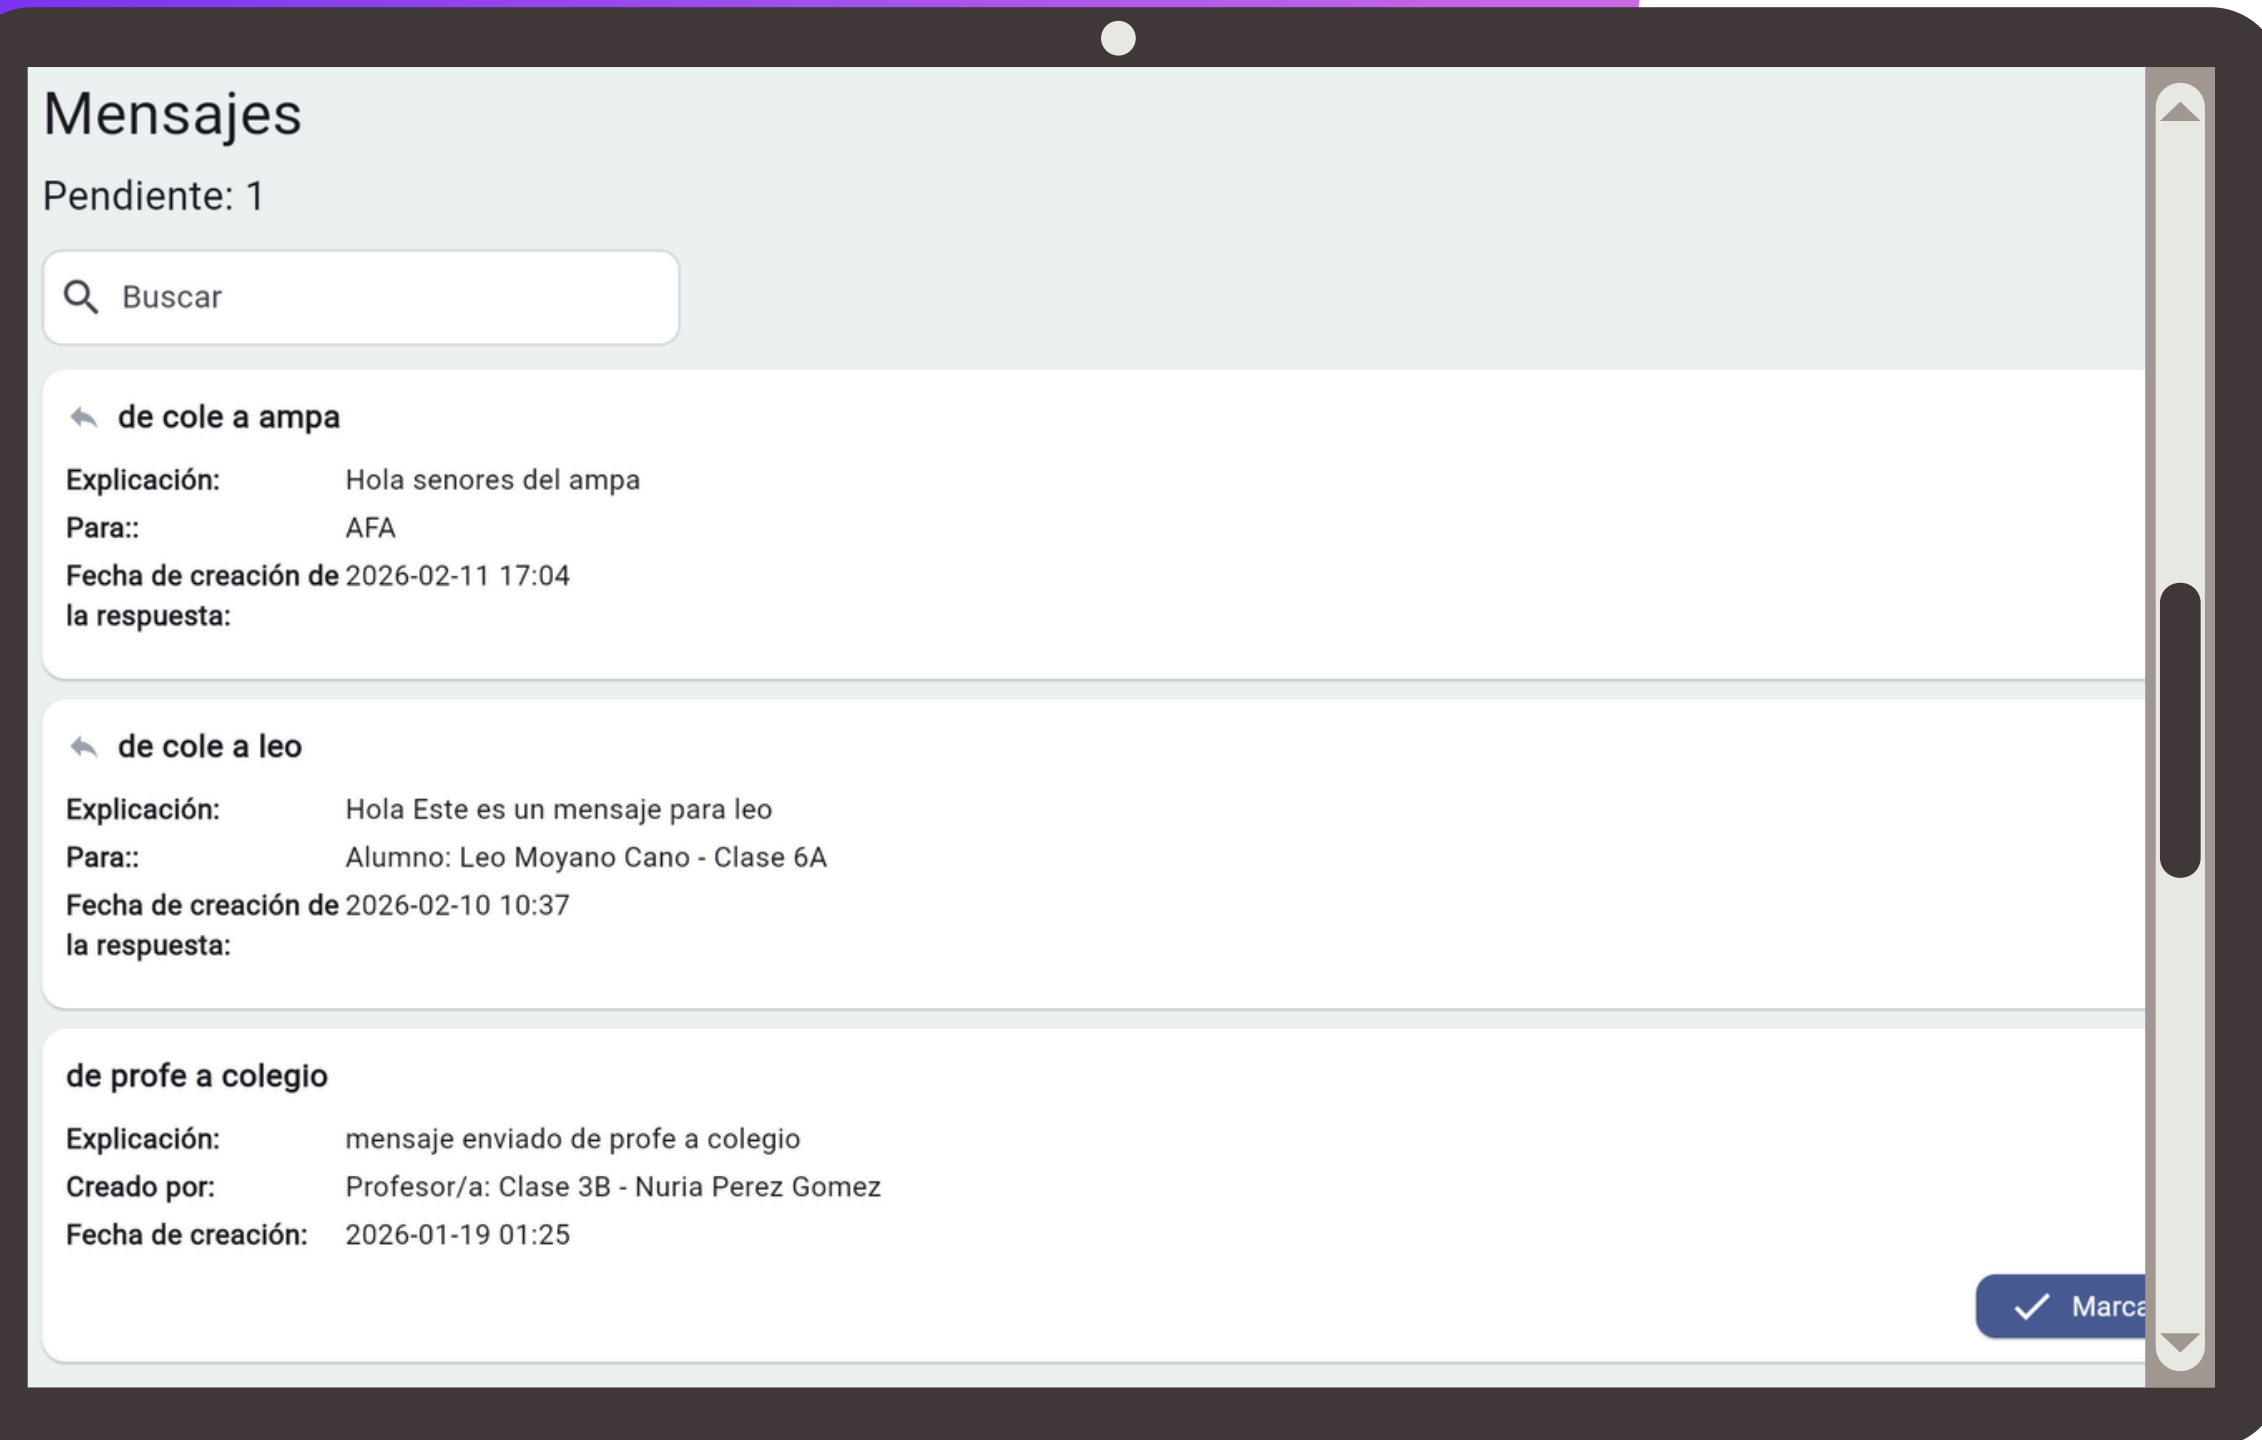 Mensajes
Pendiente: 1
Buscar
de cole a ampa
Explicación: Hola senores del ampa
Para:: AFA
Fecha de creación de 2026-02-11 17:04
la respuesta:
de cole a leo
Explicación: Hola Este es un mensaje para leo
Para:: Alumno: Leo Moyano Cano - Clase 6A
Fecha de creación de 2026-02-10 10:37
la respuesta:
de profe a colegio
Explicación: mensaje enviado de profe a colegio
Creado por: Profesor/a: Clase 3B - Nuria Perez Gomez
Fecha de creación: 2026-01-19 01:25
Marca